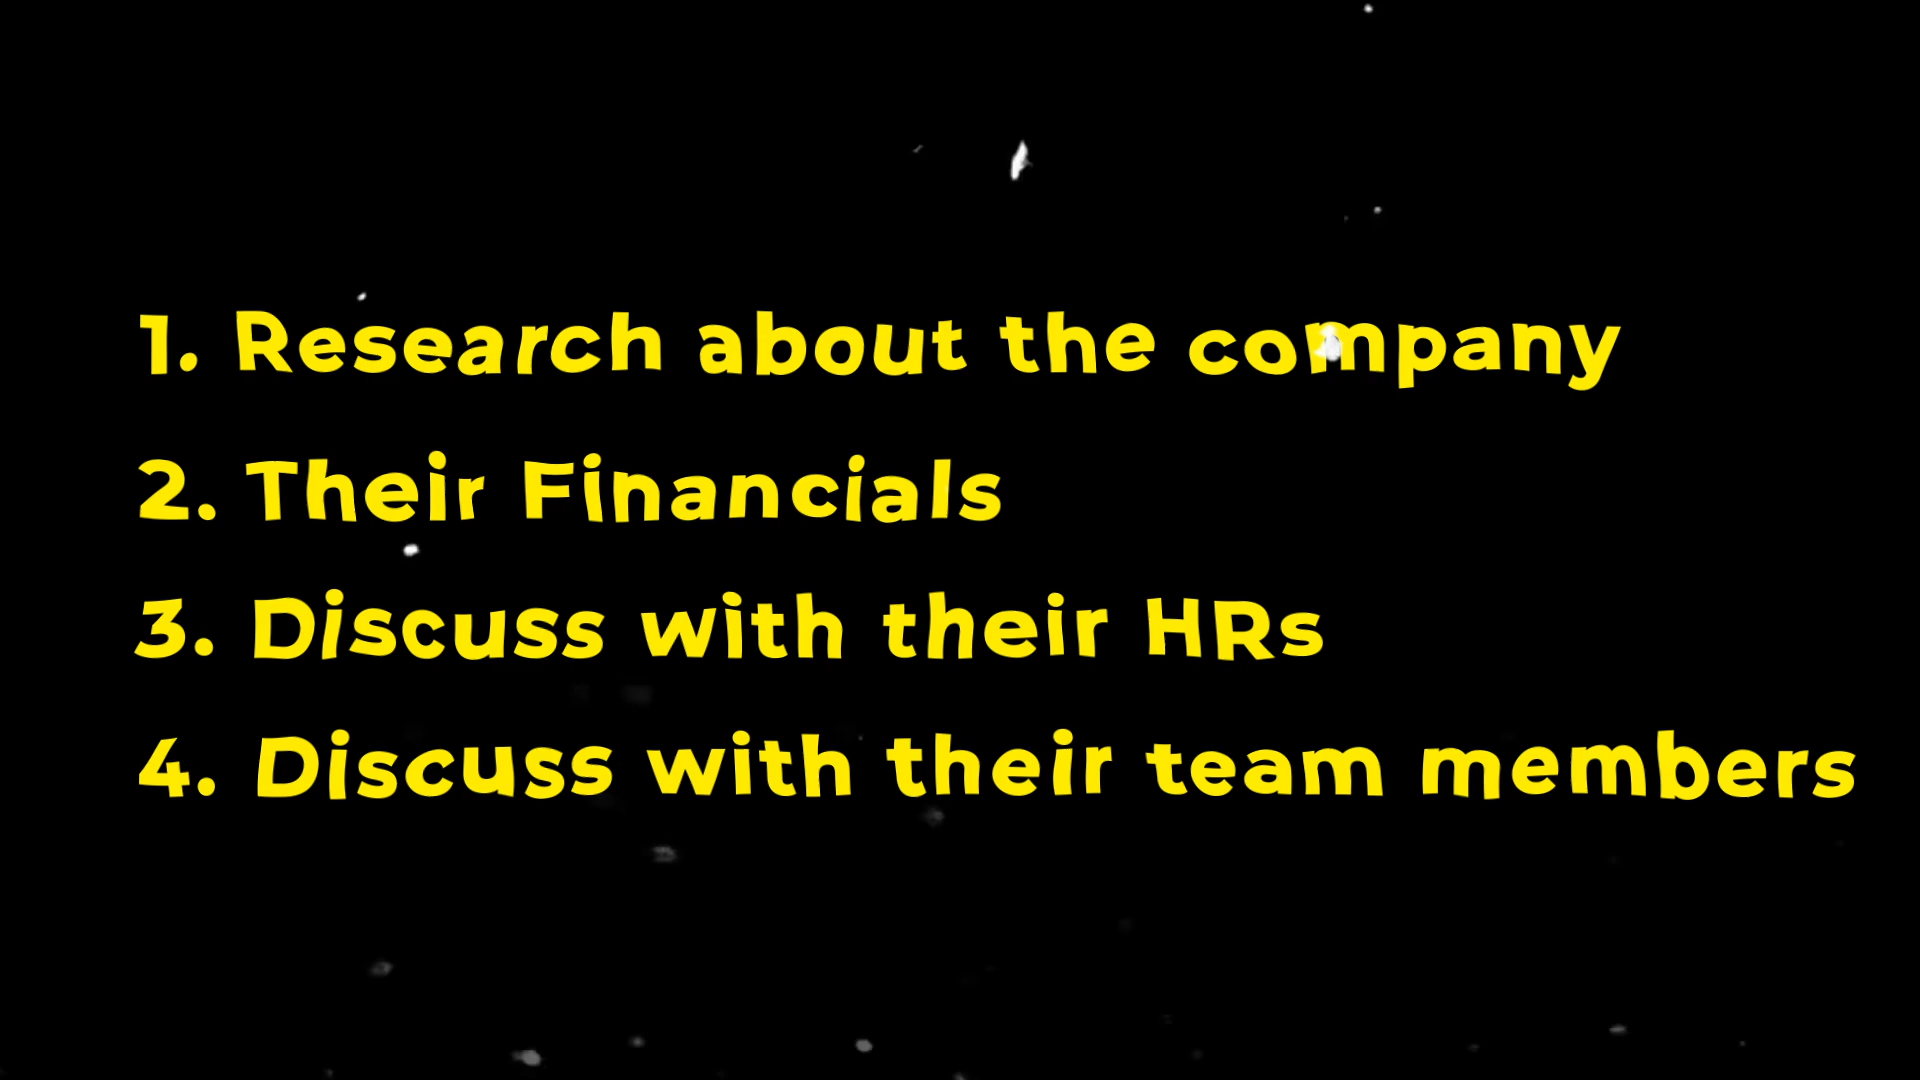 1. Research about the company
2. Their Financials
3. Discuss with their HRs
4. Discuss with their team members